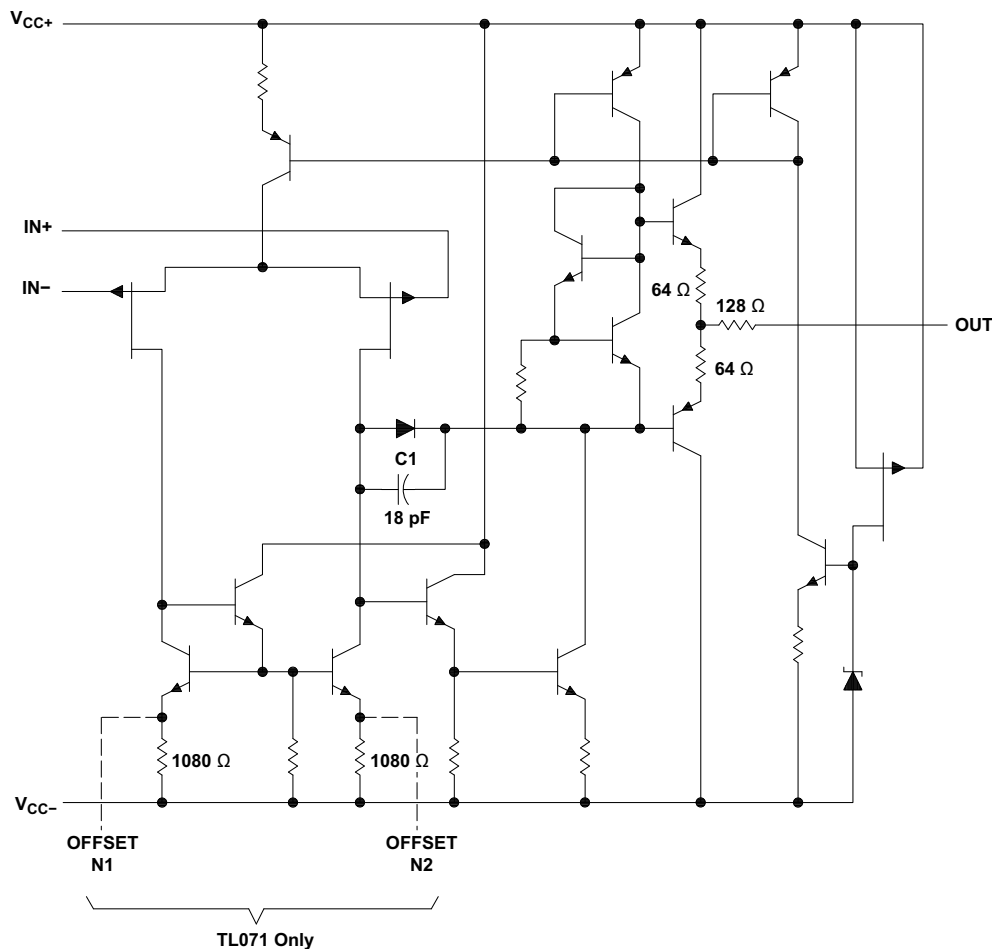 VCC+
IN+
IN−
64 Ω
128 Ω
OUT
64 Ω
C1
18 pF
1080 Ω
1080 Ω
VCC−
OFFSET
N1
OFFSET
N2
TL071 Only